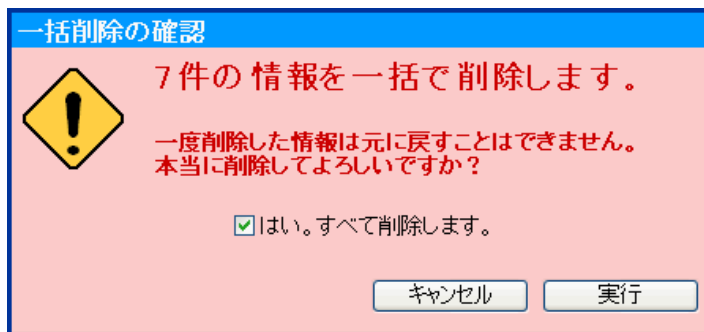 一括削除の確認
7件の情報を一括で削除します。
一度削除した情報は元に戻すことはできません。
本当に削除してよろしいですか？
はい。すべて削除します。
キャンセル
実行